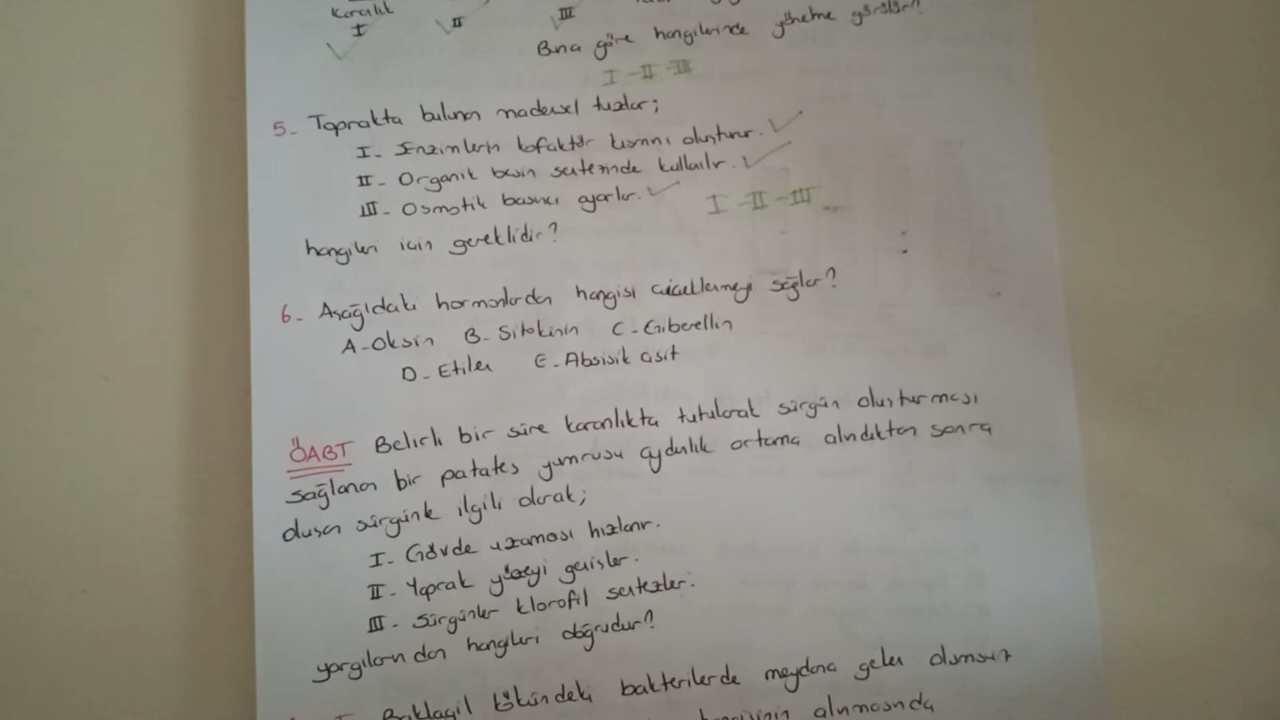 Karanlık
I II III
Buna göre hangilerinde yönelme görülür?
I - II - III
5- Toprakta bulunan madensel tuzlar;
I- Enzimlerin kofaktör kısmını oluşturur.
II- Organik besin sentezinde kullanılır.
III- Osmotik basıncı ayarlar.
I - II - III
hangileri için gereklidir?
6- Aşağıdaki hormonlardan hangisi çiçeklenmeyi sağlar?
A-Oksin B-Sitokinin C-Giberellin
D-Etilen E-Absisik asit
ÖABT Belirli bir süre karanlıkta tutularak sürgün oluşturması
sağlanan bir patates yumrusu aydınlık ortama alındıktan sonra
oluşan sürgünle ilgili olarak;
I- Gövde uzaması hızlanır.
II- Yaprak yüzeyi genişler.
III- Sürgünler klorofil sentezler.
yargılarından hangileri doğrudur?
Baklagil kökündeki bakterilerde meydana gelen olumsuz
alınmasında